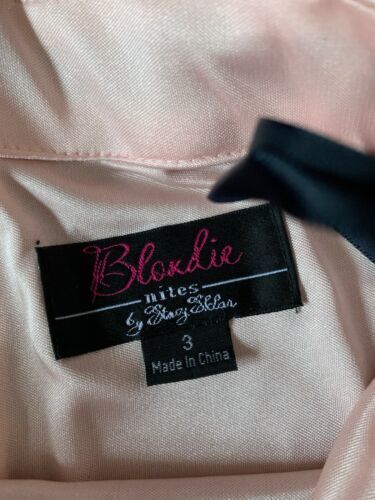 Blondie
nites
by Stacy Sklar
3
Made in China